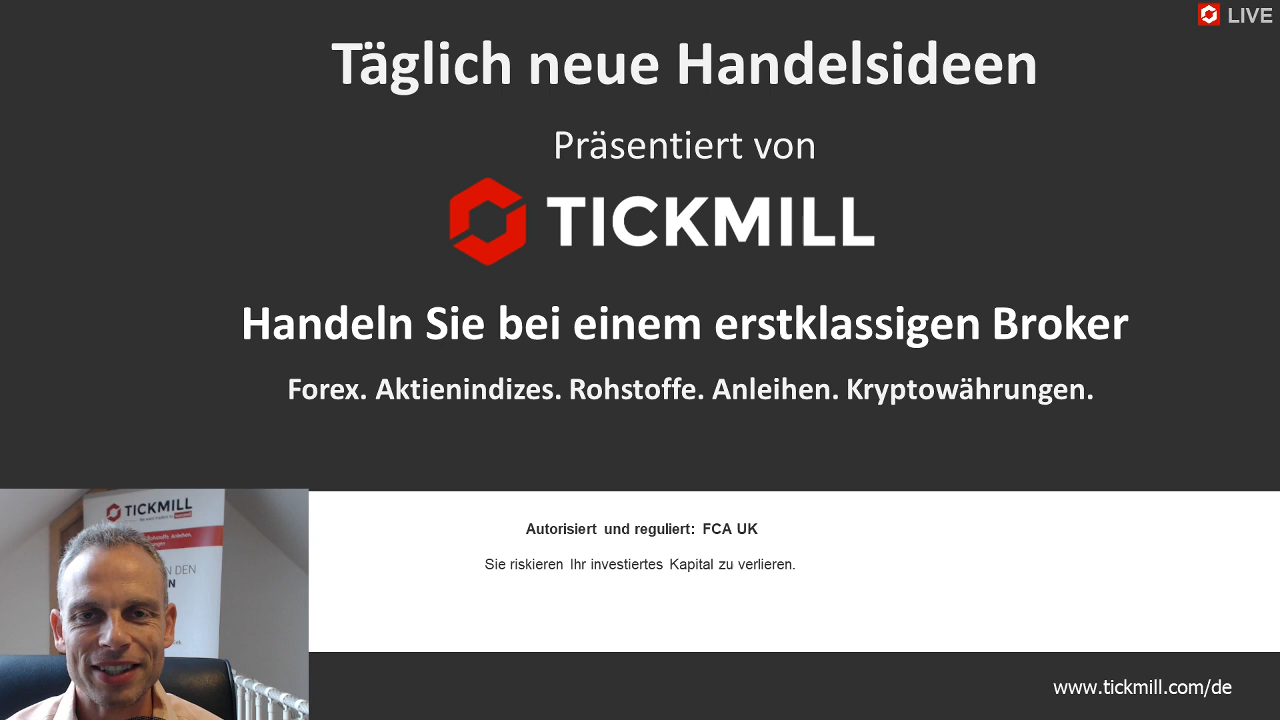 LIVE
Täglich neue Handelsideen
Präsentiert von
TICKMILL
Handeln Sie bei einem erstklassigen Broker
Forex. Aktienindizes. Rohstoffe. Anleihen. Kryptowährungen.
Autorisiert und reguliert: FCA UK
Sie riskieren Ihr investiertes Kapital zu verlieren.
TICKMILL
www.tickmill.com/de